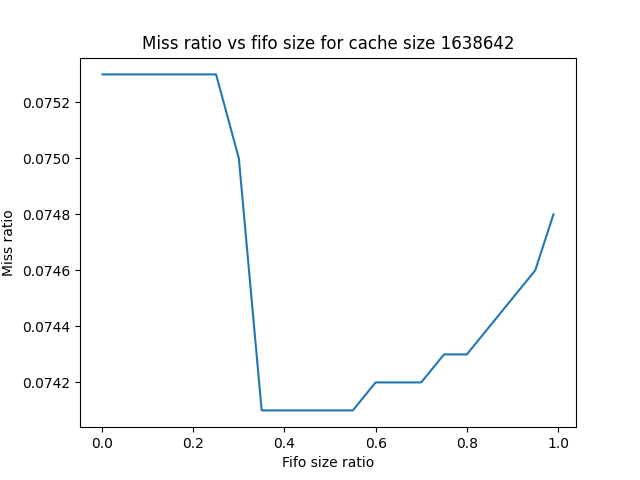 Miss ratio vs fifo size for cache size 1638642
0.0752
0.0750
0.0748
0.0746
0.0744
0.0742
Miss ratio
0.0 0.2 0.4 0.6 0.8 1.0
Fifo size ratio